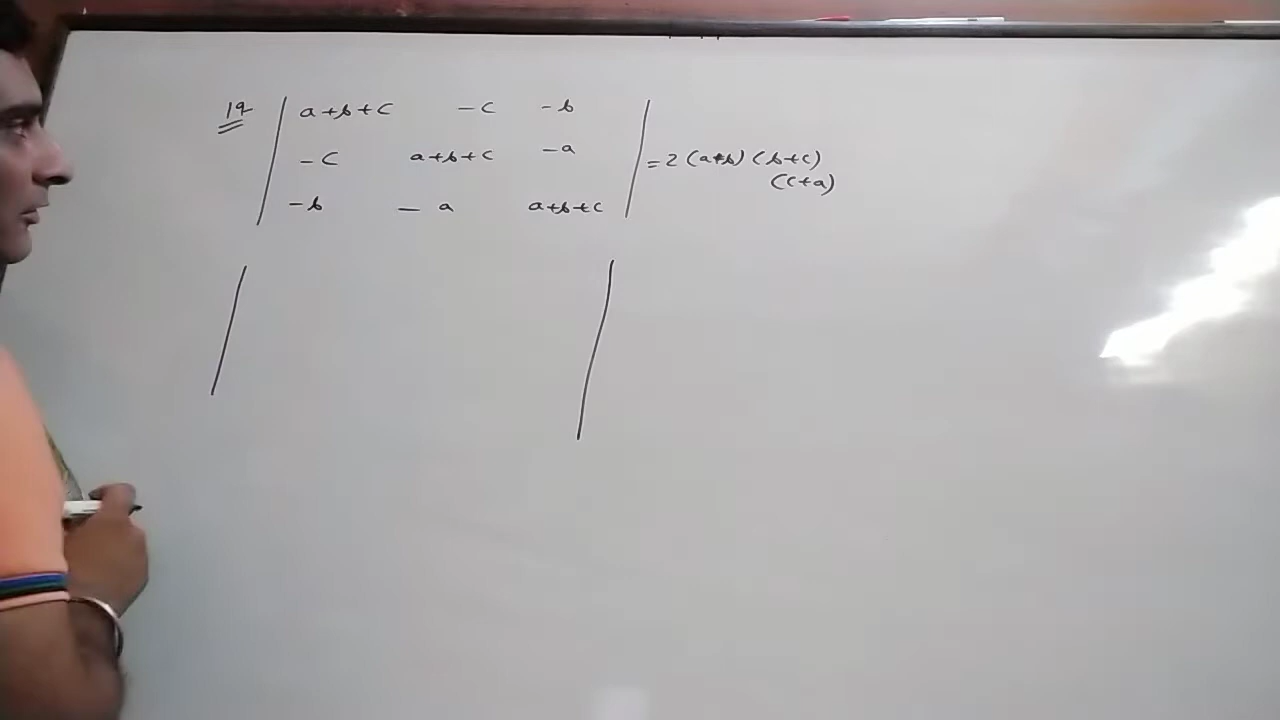 19 | a+b+c -c -b |
| -c a+b+c -a | = 2(a+b)(b+c)
(c+a)
| -b - a a+b+c |